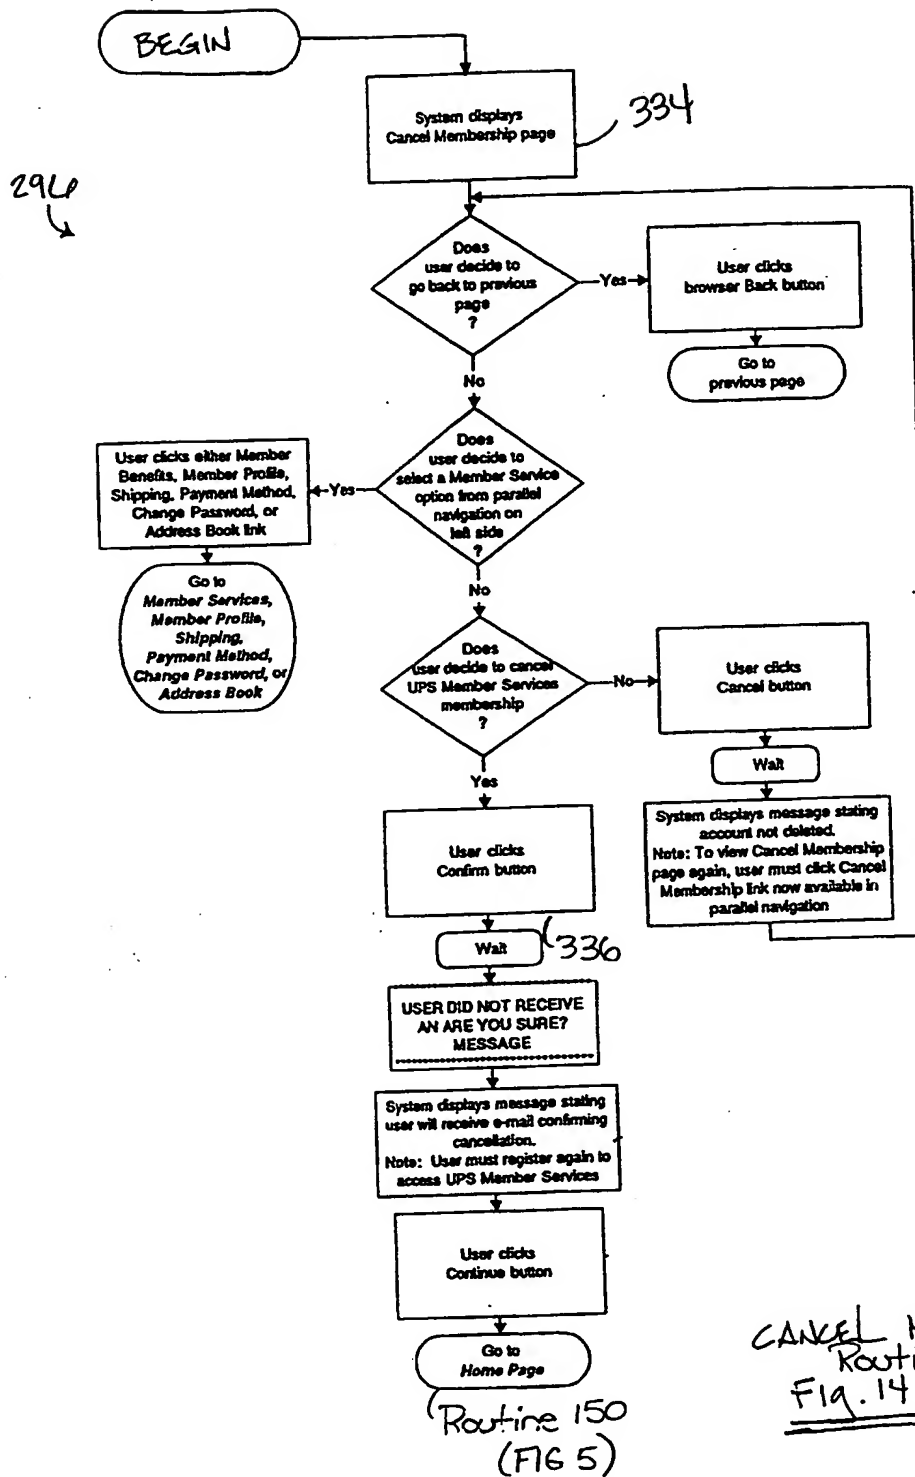 BEGIN
System displays
Cancel Membership page
334
296
Does
user decide to
go back to previous
page
?
Yes
User clicks
browser Back button
Go to
previous page
No
Does
user decide to
select a Member Service
option from parallel
navigation on
left side
?
Yes
User clicks either Member
Benefits, Member Profile,
Shipping, Payment Method,
Change Password, or
Address Book link
Go to
Member Services,
Member Profile,
Shipping,
Payment Method,
Change Password, or
Address Book
No
Does
user decide to cancel
UPS Member Services
membership
?
No
User clicks
Cancel button
Wait
System displays message stating
account not deleted.
Note: To view Cancel Membership
page again, user must click Cancel
Membership link now available in
parallel navigation
Yes
User clicks
Confirm button
Wait
336
USER DID NOT RECEIVE
AN ARE YOU SURE?
MESSAGE
System displays message stating
user will receive e-mail confirming
cancellation.
Note: User must register again to
access UPS Member Services
User clicks
Continue button
Go to
Home Page
Routine 150
(FIG 5)
CANCEL
Routi
Fig. 14